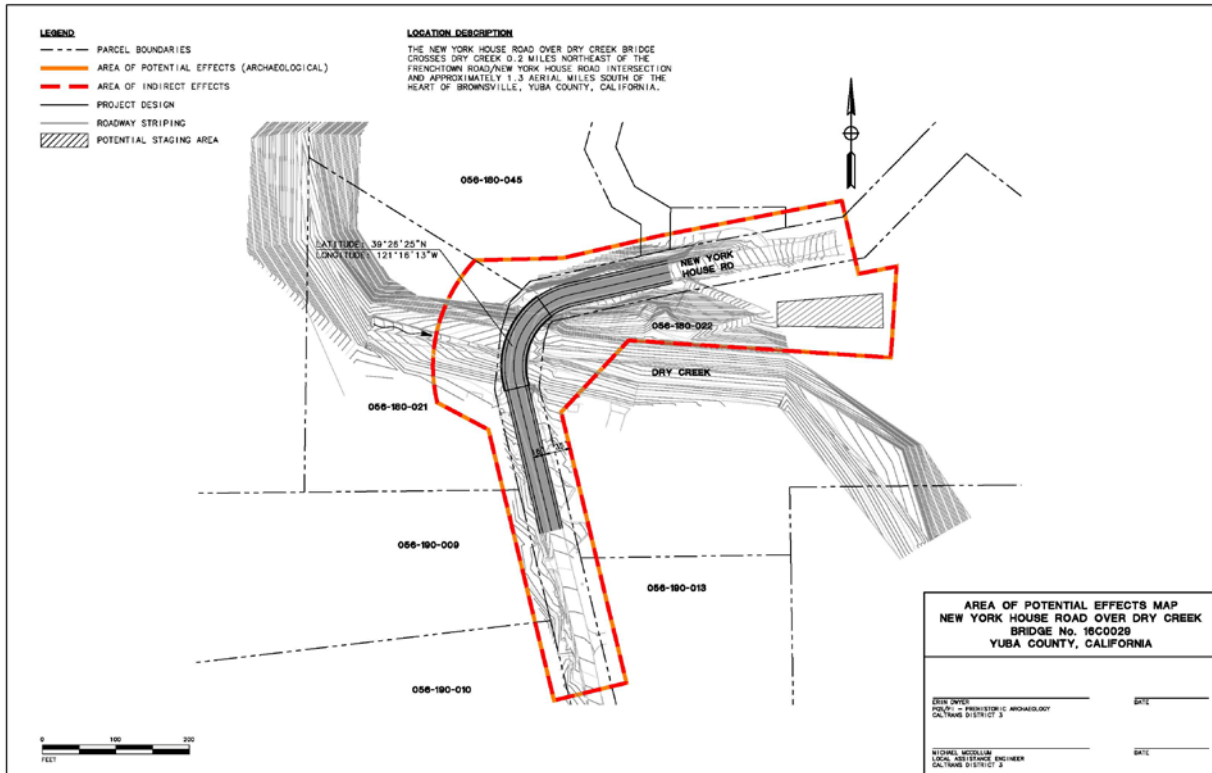 LEGEND
PARCEL BOUNDARIES
AREA OF POTENTIAL EFFECTS (ARCHAEOLOGICAL)
AREA OF INDIRECT EFFECTS
PROJECT DESIGN
ROADWAY STRIPING
POTENTIAL STAGING AREA
LOCATION DESCRIPTION
THE NEW YORK HOUSE ROAD OVER DRY CREEK BRIDGE
CROSSES DRY CREEK 0.2 MILES NORTHEAST OF THE
FRENCHTOWN ROAD/NEW YORK HOUSE ROAD INTERSECTION
AND APPROXIMATELY 1.3 AERIAL MILES SOUTH OF THE
HEART OF BROWNSVILLE, YUBA COUNTY, CALIFORNIA.
056-180-045
LATITUDE: 39°26'25"N
LONGITUDE: 121°16'13"W
NEW YORK
HOUSE RD
056-180-022
DRY CREEK
056-180-021
056-190-009
056-190-013
056-190-010
0 100 200
FEET
AREA OF POTENTIAL EFFECTS MAP
NEW YORK HOUSE ROAD OVER DRY CREEK
BRIDGE No. 16C0029
YUBA COUNTY, CALIFORNIA
ERIN DWYER DATE
PQS/PI - PREHISTORIC ARCHAEOLOGY
CALTRANS DISTRICT 3
MICHAEL MCCOLLUM DATE
LOCAL ASSISTANCE ENGINEER
CALTRANS DISTRICT 3